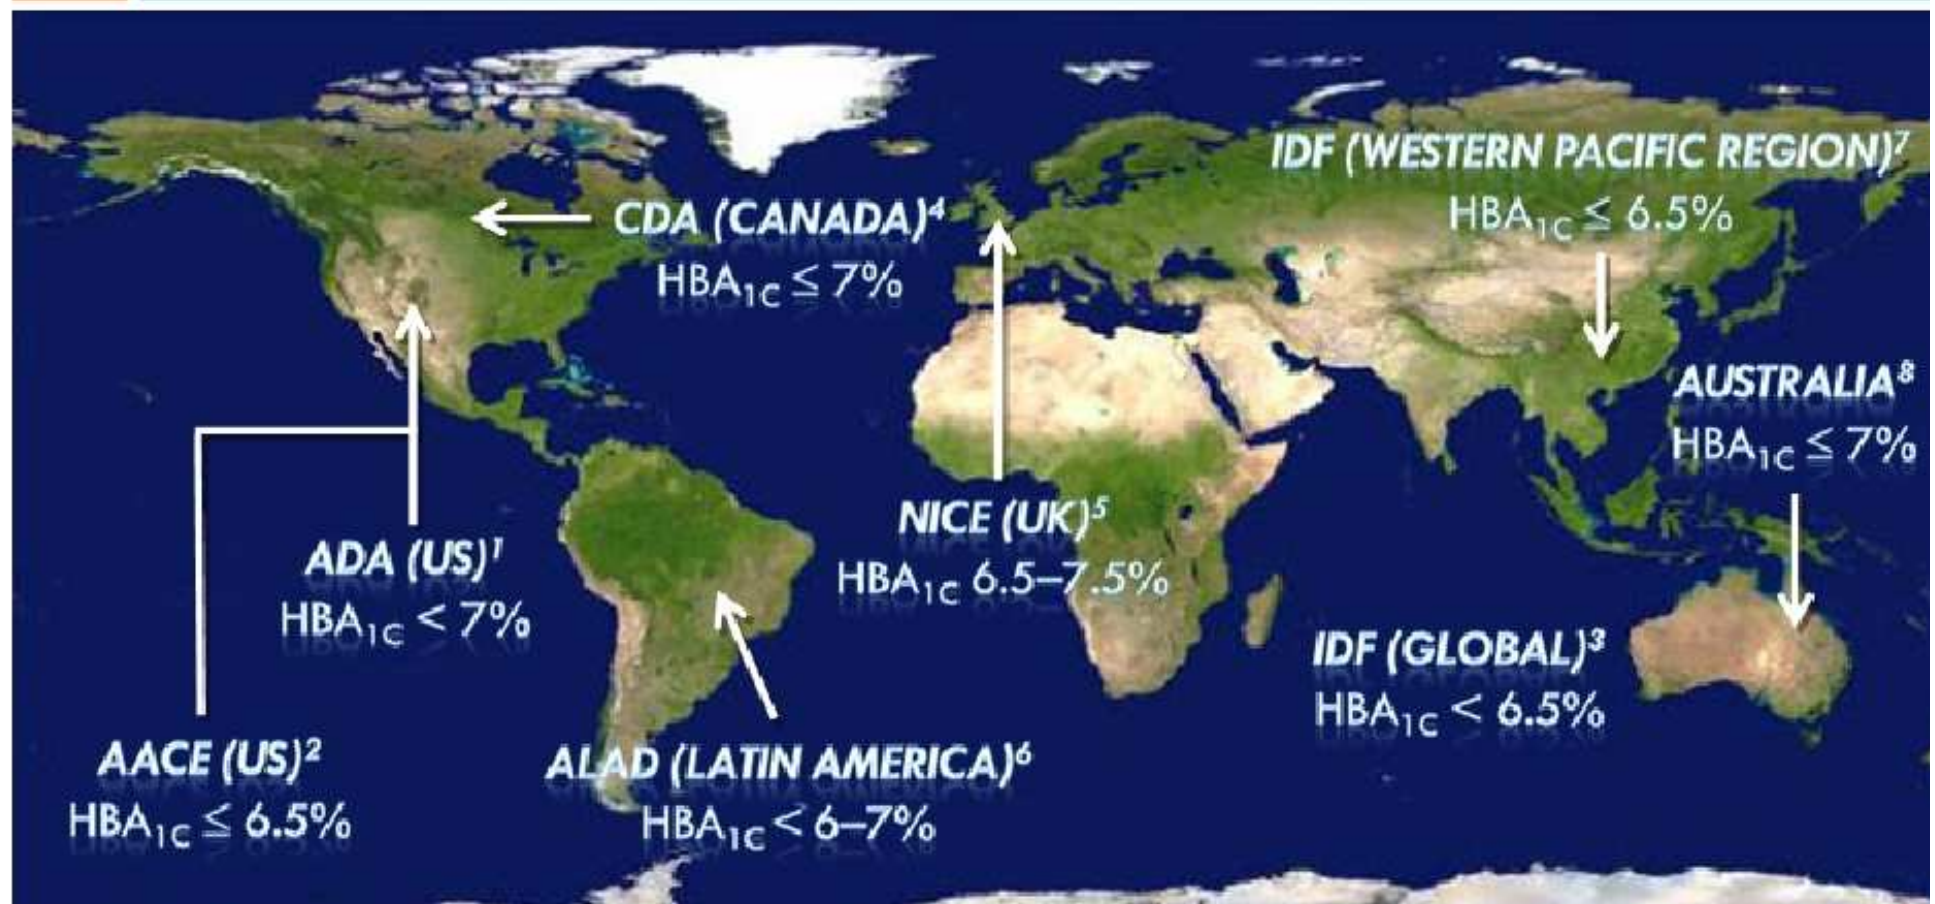 IDF (WESTERN PACIFIC REGION)⁷
HBA₁C ≤ 6.5%
CDA (CANADA)⁴
HBA₁C ≤ 7%
AUSTRALIA⁸
HBA₁C ≤ 7%
NICE (UK)⁵
HBA₁C 6.5–7.5%
ADA (US)¹
HBA₁C < 7%
IDF (GLOBAL)³
HBA₁C < 6.5%
AACE (US)²
HBA₁C ≤ 6.5%
ALAD (LATIN AMERICA)⁶
HBA₁C < 6–7%